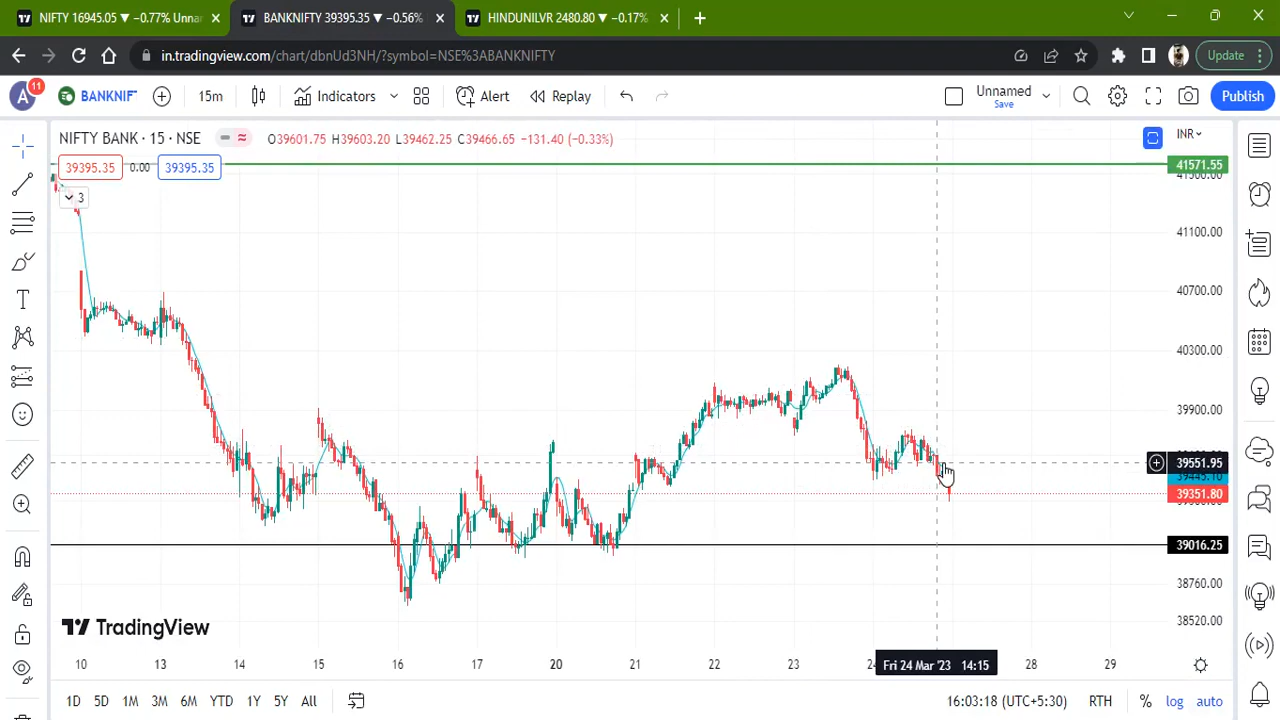 NIFTY 16945.05 ▼ −0.77% Unnar
BANKNIFTY 39395.35 ▼ −0.56%
HINDUNILVR 2480.80 ▼ −0.17%
in.tradingview.com/chart/dbnUd3NH/?symbol=NSE%3ABANKNIFTY
Update
A 11
BANKNIF
15m
Indicators
Alert
Replay
Unnamed
Save
Publish
NIFTY BANK · 15 · NSE
O39601.75 H39603.20 L39462.25 C39466.65 −131.40 (−0.33%)
INR
39395.35 0.00 39395.35
3
41571.55
41100.00
40700.00
40300.00
39900.00
39551.95
39445.10
39351.80
39016.25
38760.00
38520.00
TradingView
10 13 14 15 16 17 20 21 22 23 24 28 29
Fri 24 Mar '23 14:15
1D 5D 1M 3M 6M YTD 1Y 5Y All
16:03:18 (UTC+5:30) RTH % log auto